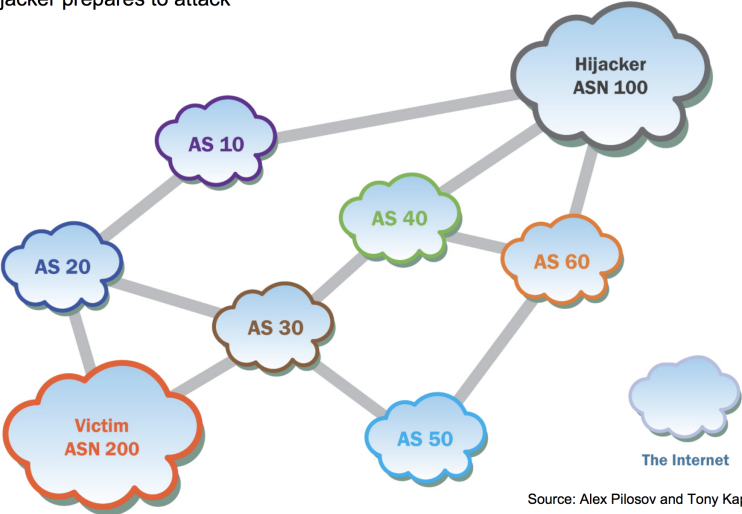 jacker prepares to attack
Hijacker
ASN 100
AS 10
AS 40
AS 20
AS 60
AS 30
Victim
ASN 200
AS 50
The Internet
Source: Alex Pilosov and Tony Kap